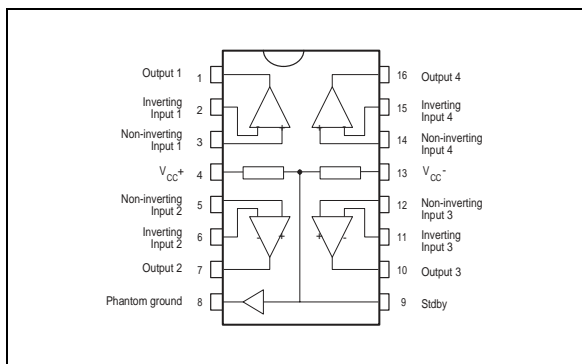 Output 1 1
Inverting
Input 1 2
Non-inverting
Input 1 3
VCC+ 4
Non-inverting
Input 2 5
Inverting
Input 2 6
Output 2 7
Phantom ground 8
16 Output 4
15 Inverting
Input 4
14 Non-inverting
Input 4
13 VCC-
12 Non-inverting
Input 3
11 Inverting
Input 3
10 Output 3
9 Stdby
- +
+ -
- +
+ -